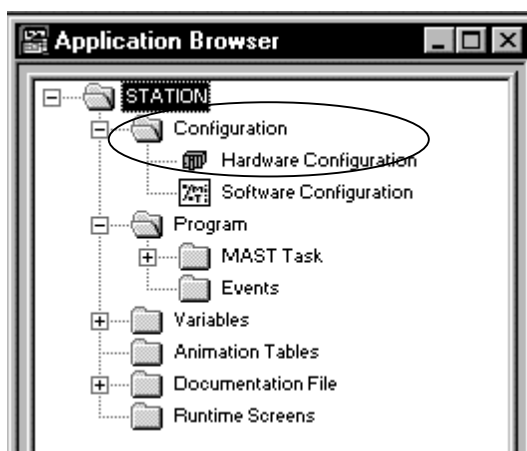 Application Browser
STATION
Configuration
Hardware Configuration
Software Configuration
Program
MAST Task
Events
Variables
Animation Tables
Documentation File
Runtime Screens